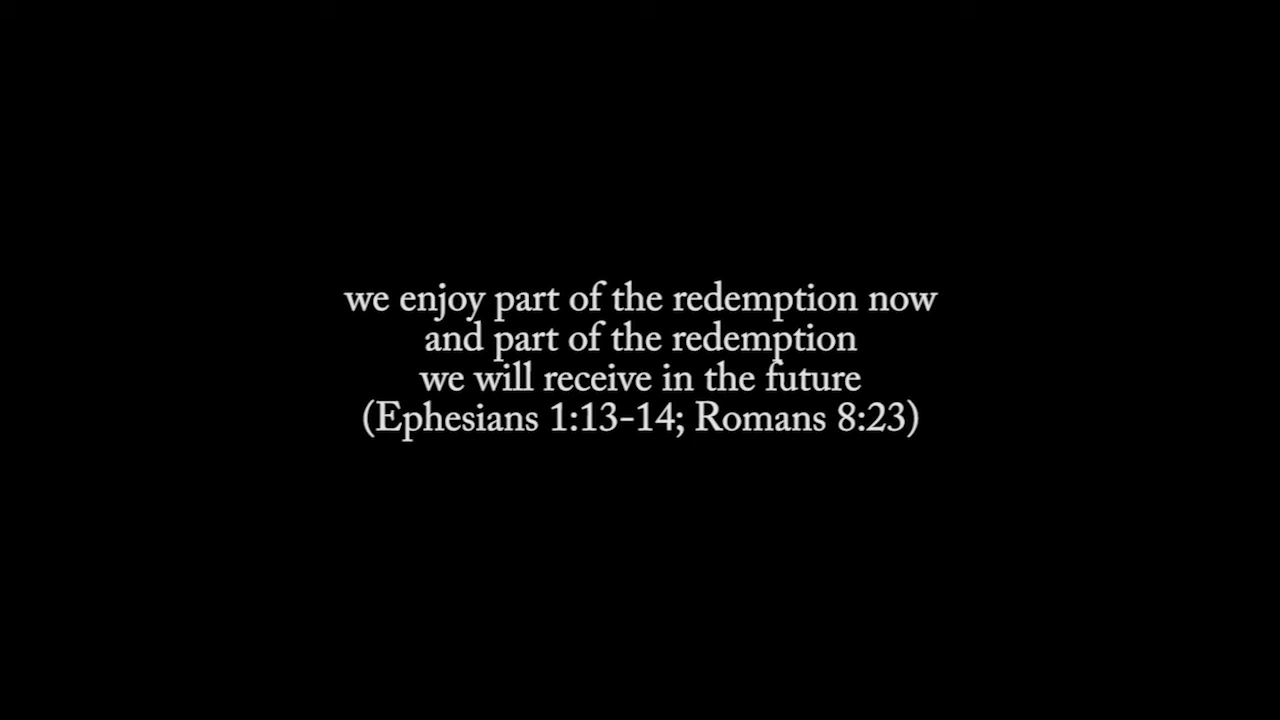 we enjoy part of the redemption now
and part of the redemption
we will receive in the future
(Ephesians 1:13-14; Romans 8:23)